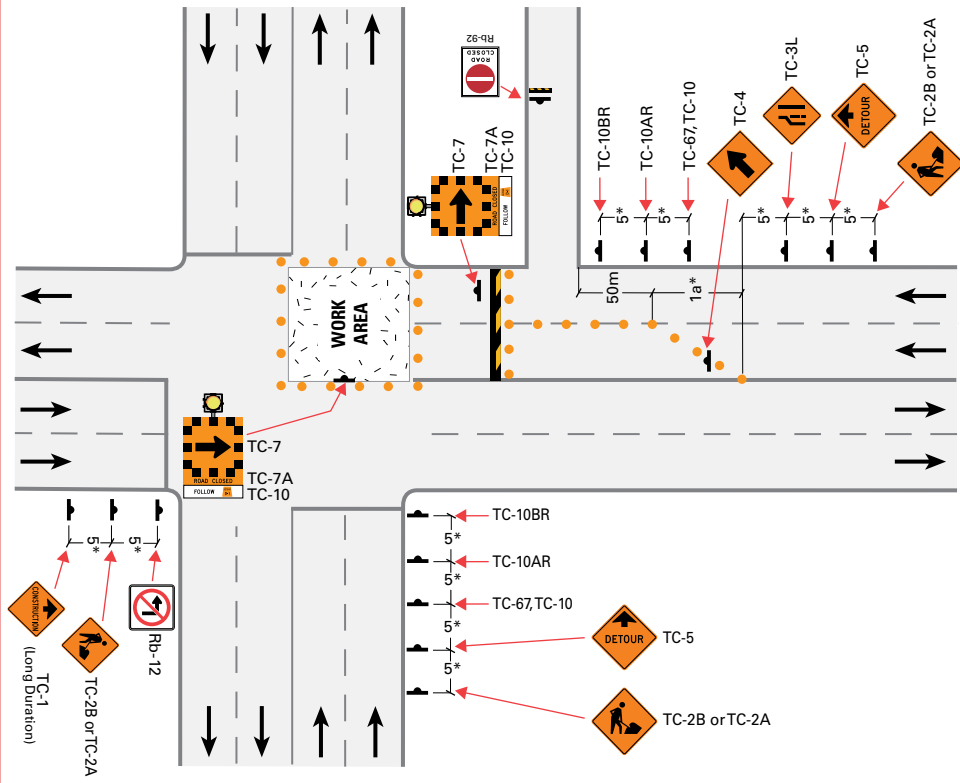 Rb-92
ROAD
CLOSED
TC-7
TC-7A
TC-10
ROAD CLOSED
FOLLOW
TC-10BR
TC-10AR
TC-67, TC-10
TC-4
TC-3L
TC-5
TC-2B or TC-2A
DETOUR
5*
5*
5*
5*
5*
50m
1a*
WORK
AREA
TC-7
TC-7A
TC-10
ROAD CLOSED
FOLLOW
5*
5*
CONSTRUCTION
TC-1
(Long Duration)
TC-2B or TC-2A
Rb-12
TC-10BR
5*
TC-10AR
5*
TC-67, TC-10
5*
DETOUR
TC-5
5*
TC-2B or TC-2A